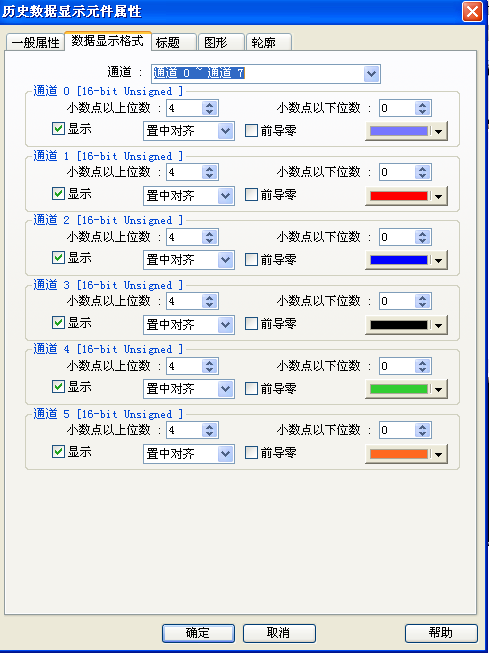 历史数据显示元件属性
一般属性 数据显示格式 标题 图形 轮廓
通道 : 通道 0 ~ 通道 7
通道 0 [16-bit Unsigned ]
小数点以上位数 : 4 小数点以下位数 : 0
显示 置中对齐 前导零
通道 1 [16-bit Unsigned ]
小数点以上位数 : 4 小数点以下位数 : 0
显示 置中对齐 前导零
通道 2 [16-bit Unsigned ]
小数点以上位数 : 4 小数点以下位数 : 0
显示 置中对齐 前导零
通道 3 [16-bit Unsigned ]
小数点以上位数 : 4 小数点以下位数 : 0
显示 置中对齐 前导零
通道 4 [16-bit Unsigned ]
小数点以上位数 : 4 小数点以下位数 : 0
显示 置中对齐 前导零
通道 5 [16-bit Unsigned ]
小数点以上位数 : 4 小数点以下位数 : 0
显示 置中对齐 前导零
确定 取消 帮助